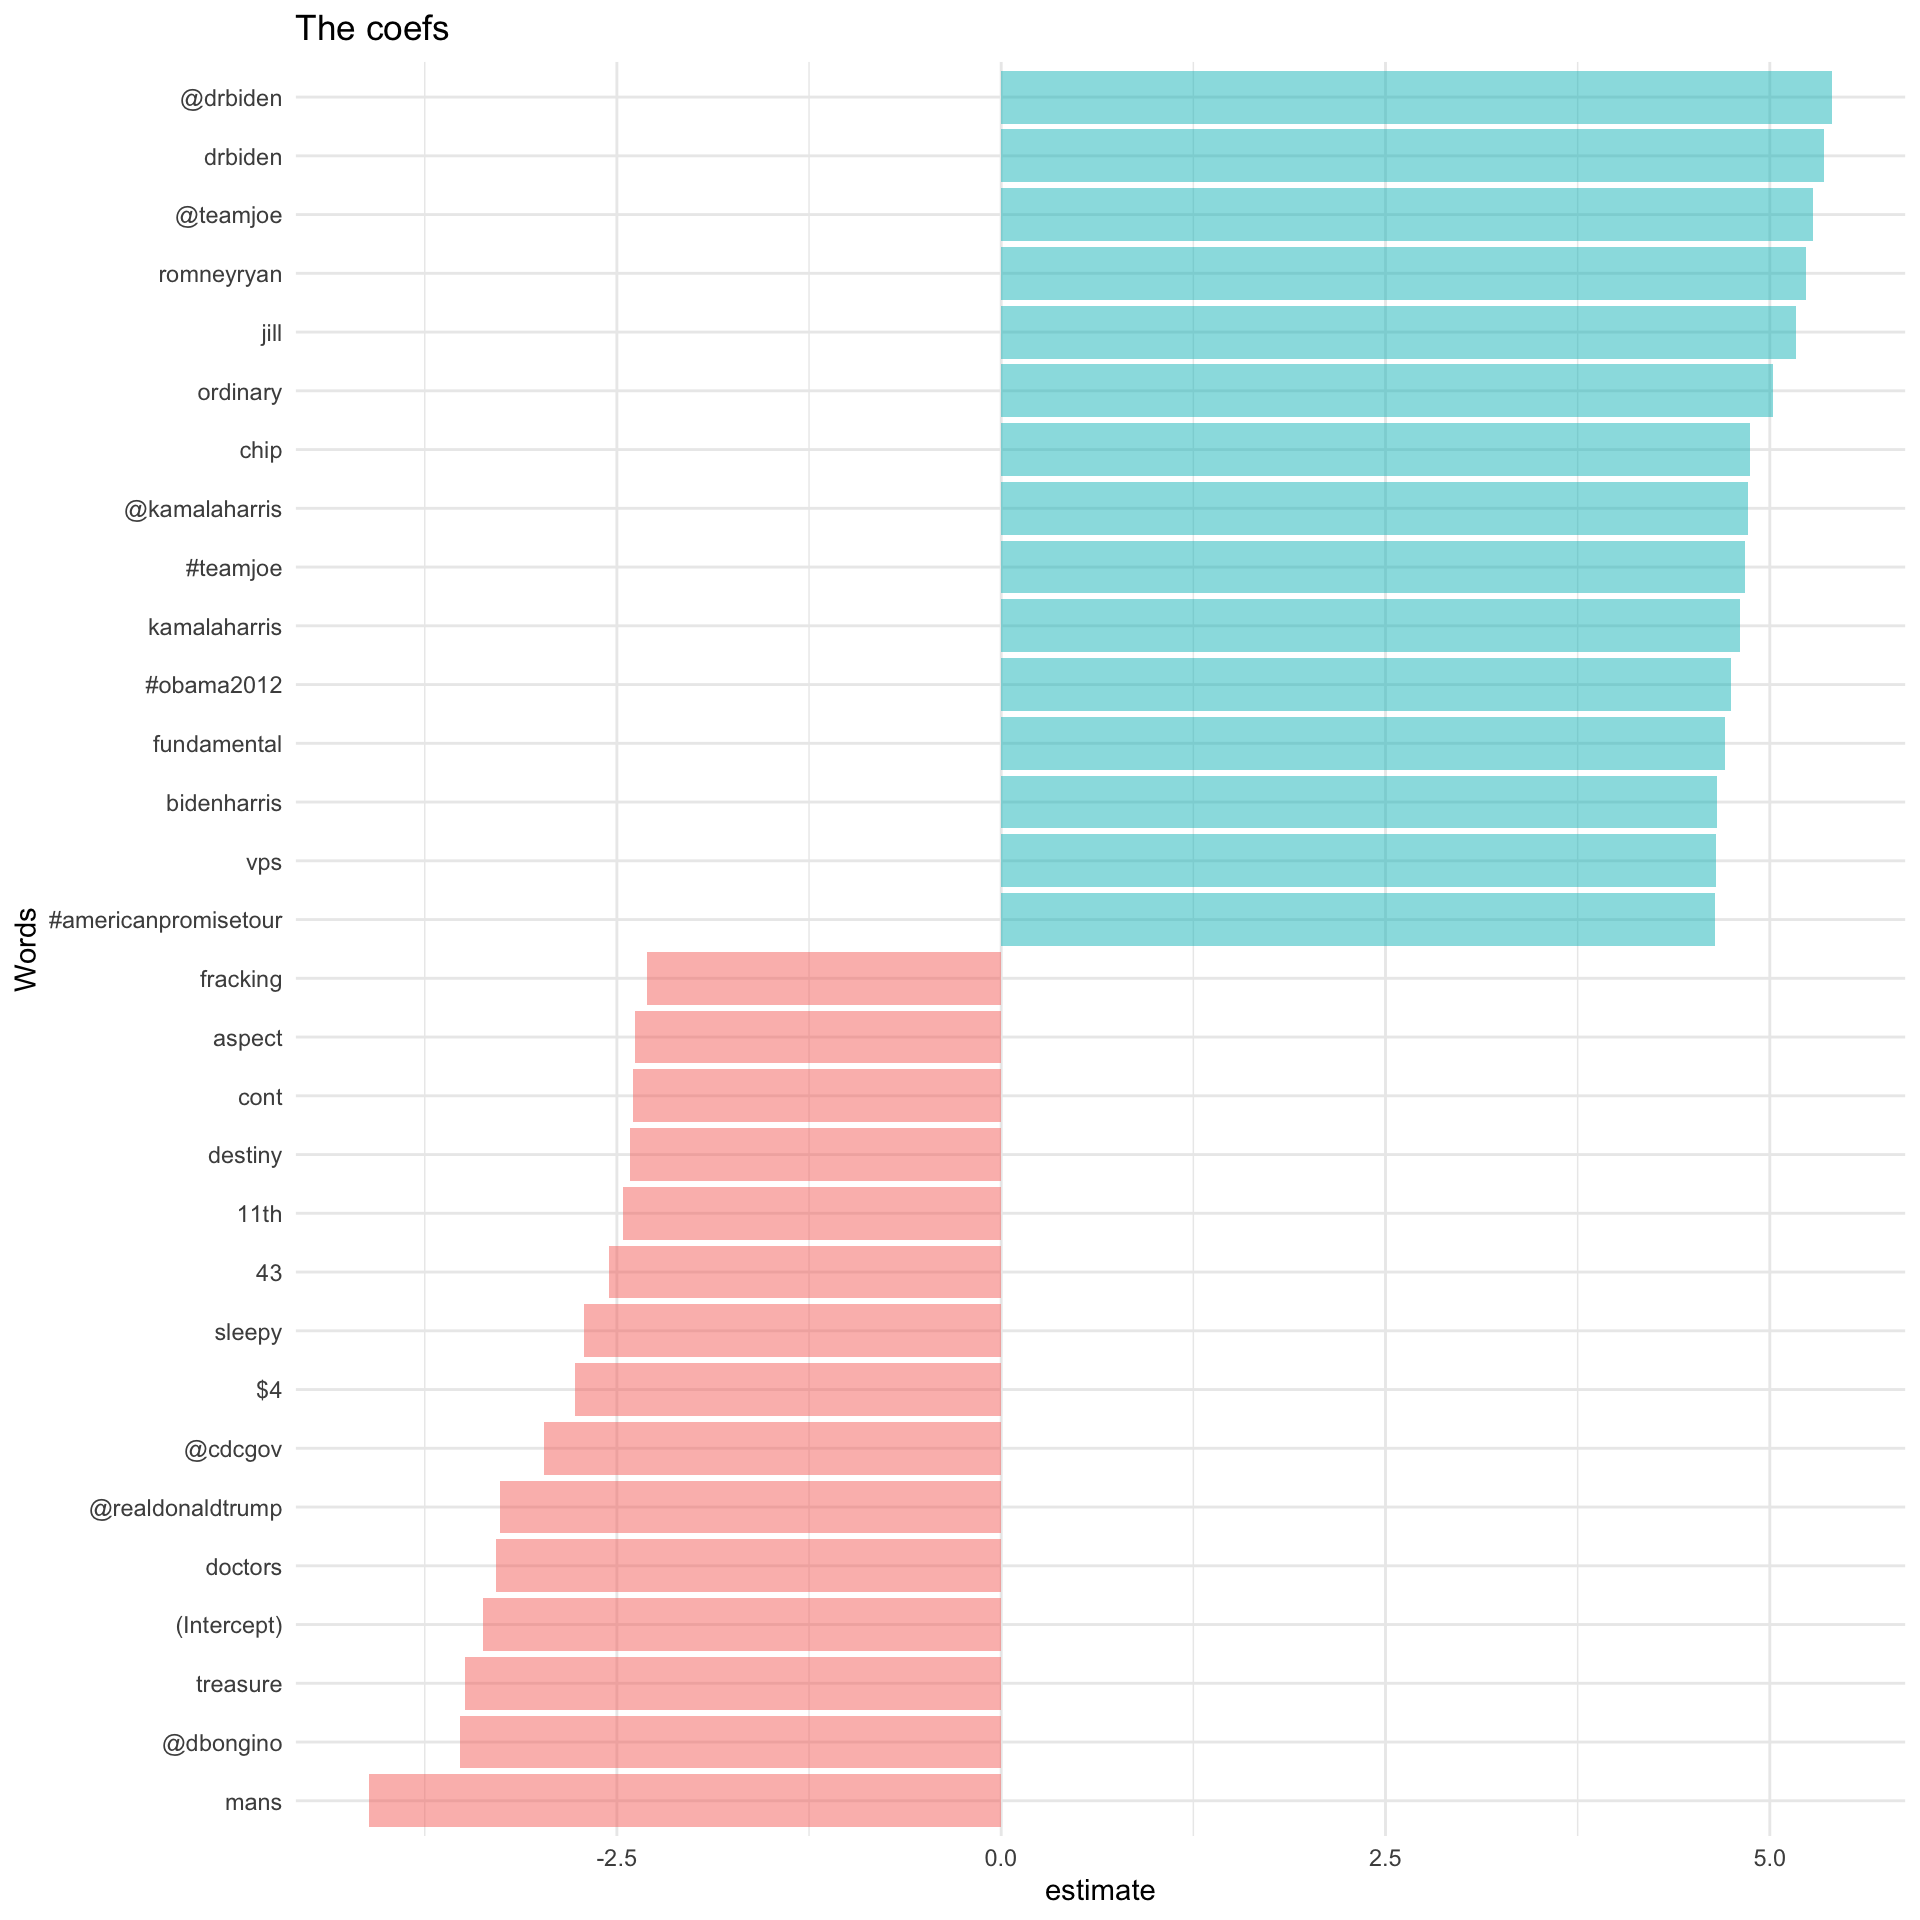 The coefs
@drbiden
drbiden
@teamjoe
romneyryan
jill
ordinary
chip
@kamalaharris
#teamjoe
kamalaharris
#obama2012
fundamental
bidenharris
vps
#americanpromisetour
fracking
aspect
cont
destiny
11th
43
sleepy
$4
@cdcgov
@realdonaldtrump
doctors
(Intercept)
treasure
@dbongino
mans
Words
-2.5 0.0 2.5 5.0
estimate